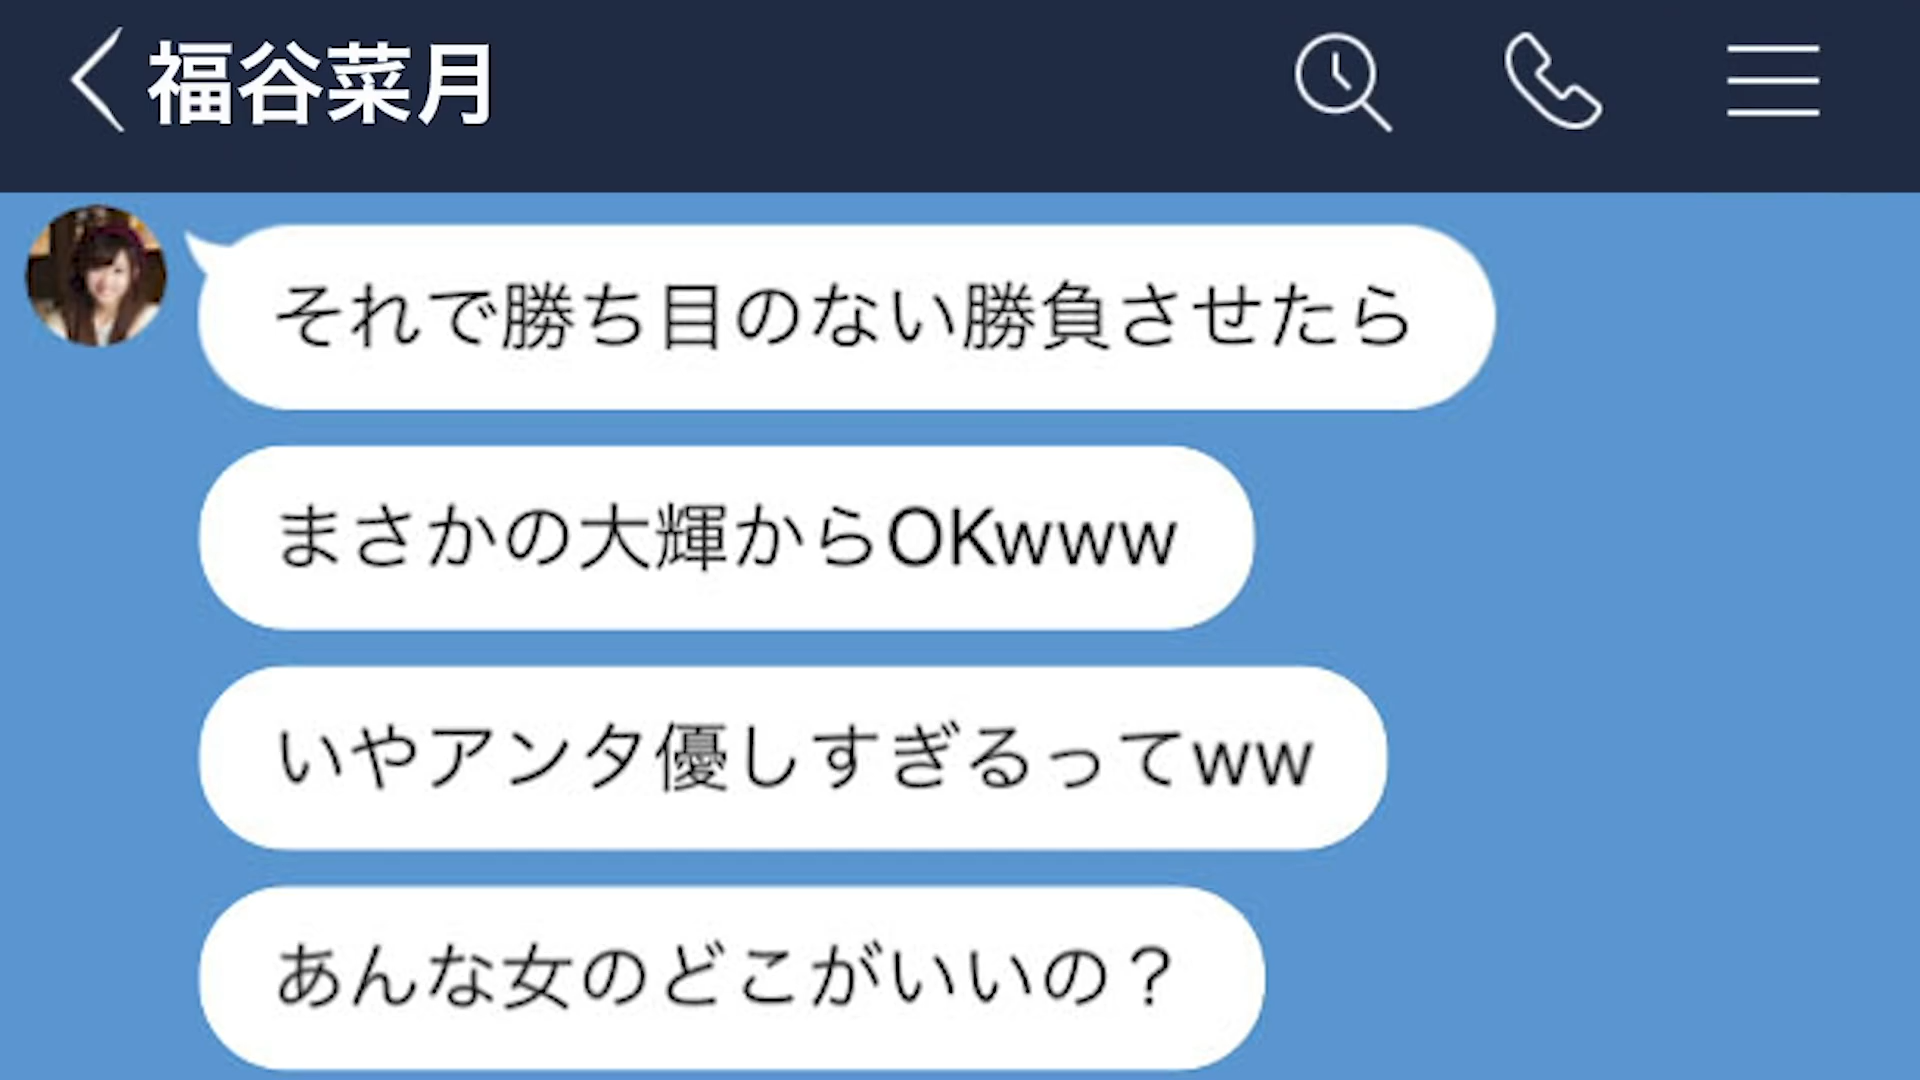 福谷菜月
それで勝ち目のない勝負させたら
まさかの大輝からOKwww
いやアンタ優しすぎるってww
あんな女のどこがいいの？